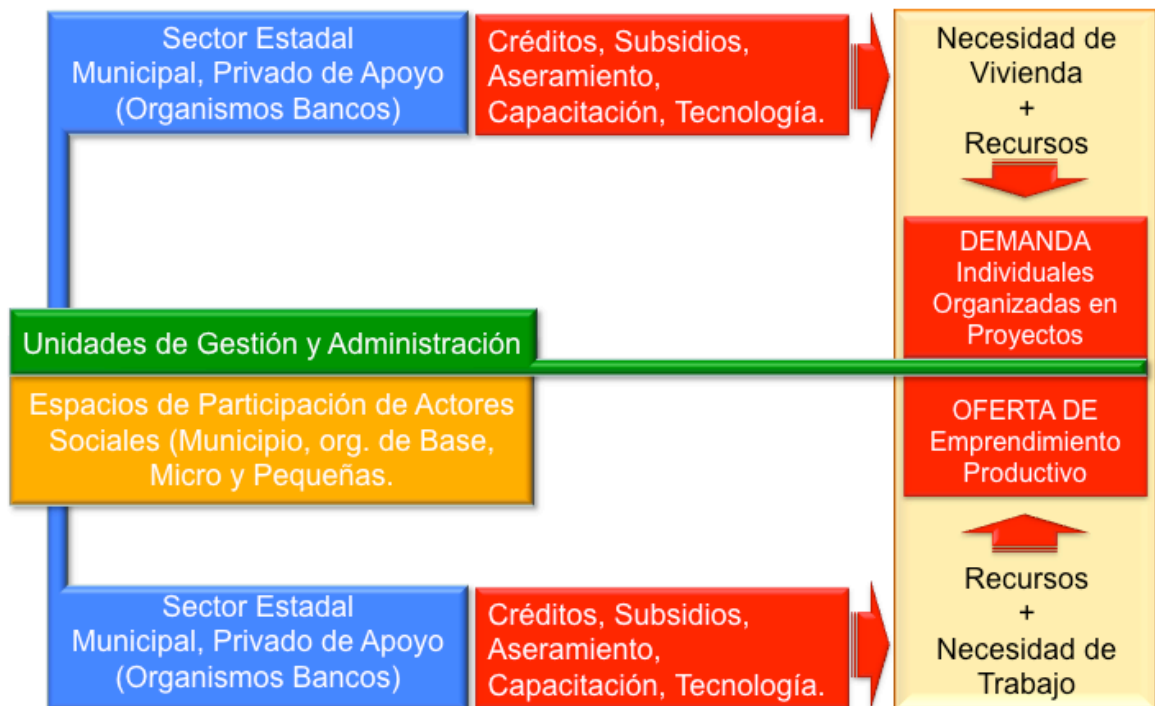 Sector Estadal
Municipal, Privado de Apoyo
(Organismos Bancos)
Créditos, Subsidios,
Aseramiento,
Capacitación, Tecnología.
Necesidad de
Vivienda
+
Recursos
DEMANDA
Individuales
Organizadas en
Proyectos
Unidades de Gestión y Administración
Espacios de Participación de Actores
Sociales (Municipio, org. de Base,
Micro y Pequeñas.
OFERTA DE
Emprendimiento
Productivo
Sector Estadal
Municipal, Privado de Apoyo
(Organismos Bancos)
Créditos, Subsidios,
Aseramiento,
Capacitación, Tecnología.
Recursos
+
Necesidad de
Trabajo